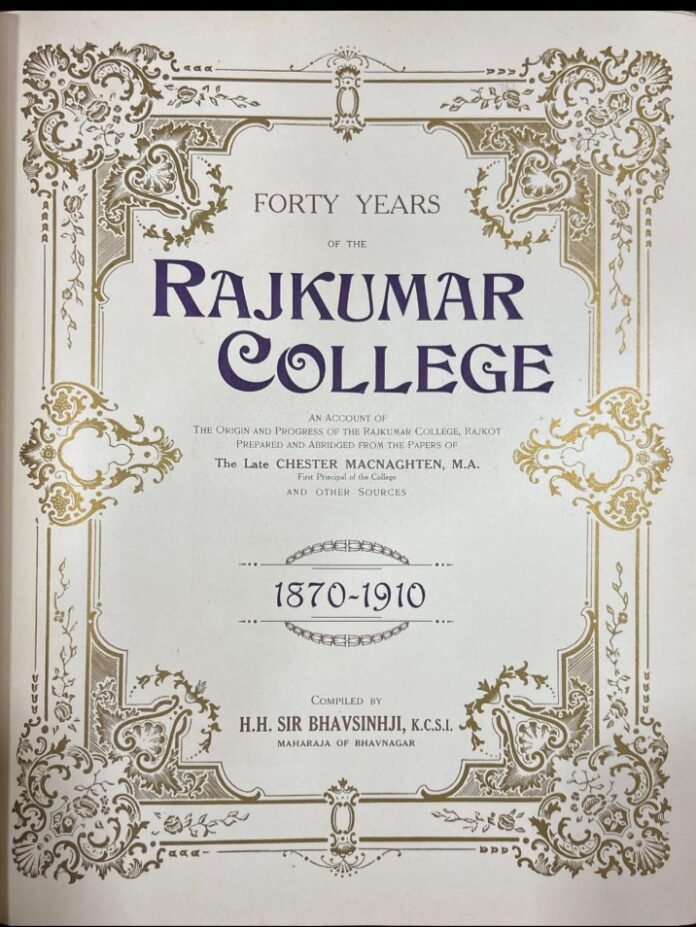 FORTY YEARS
OF THE
RAJKUMAR
COLLEGE
AN ACCOUNT OF
THE ORIGIN AND PROGRESS OF THE RAJKUMAR COLLEGE, RAJKOT
PREPARED AND ABRIDGED FROM THE PAPERS OF
The Late CHESTER MACNAGHTEN, M.A.
First Principal of the College
AND OTHER SOURCES
1870-1910
COMPILED BY
H.H. SIR BHAVSINHJI, K.C.S.I.
MAHARAJA OF BHAVNAGAR